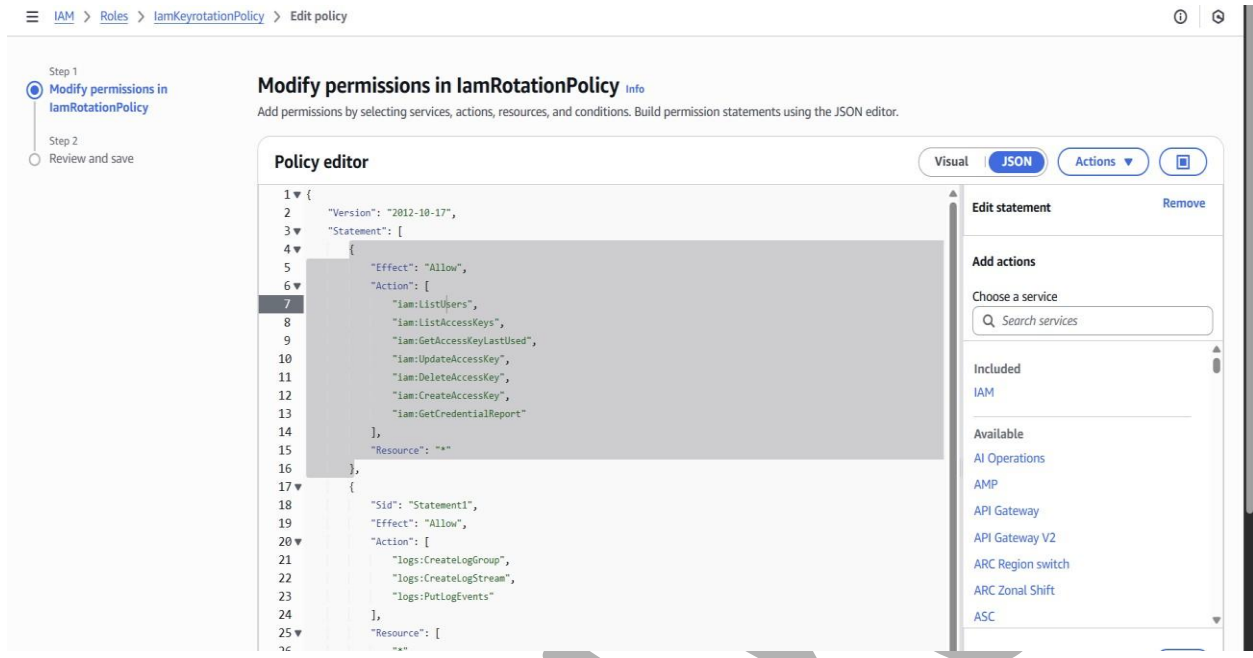 IAM > Roles > IamKeyrotationPolicy > Edit policy
Step 1
Modify permissions in
IamRotationPolicy
Step 2
Review and save
Modify permissions in IamRotationPolicy Info
Add permissions by selecting services, actions, resources, and conditions. Build permission statements using the JSON editor.
Policy editor
Visual JSON Actions
1 {
2 "Version": "2012-10-17",
3 "Statement": [
4 {
5 "Effect": "Allow",
6 "Action": [
7 "iam:ListUsers",
8 "iam:ListAccessKeys",
9 "iam:GetAccessKeyLastUsed",
10 "iam:UpdateAccessKey",
11 "iam:DeleteAccessKey",
12 "iam:CreateAccessKey",
13 "iam:GetCredentialReport"
14 ],
15 "Resource": "*"
16 },
17 {
18 "Sid": "Statement1",
19 "Effect": "Allow",
20 "Action": [
21 "logs:CreateLogGroup",
22 "logs:CreateLogStream",
23 "logs:PutLogEvents"
24 ],
25 "Resource": [
26 "*"
Edit statement
Remove
Add actions
Choose a service
Search services
Included
IAM
Available
AI Operations
AMP
API Gateway
API Gateway V2
ARC Region switch
ARC Zonal Shift
ASC